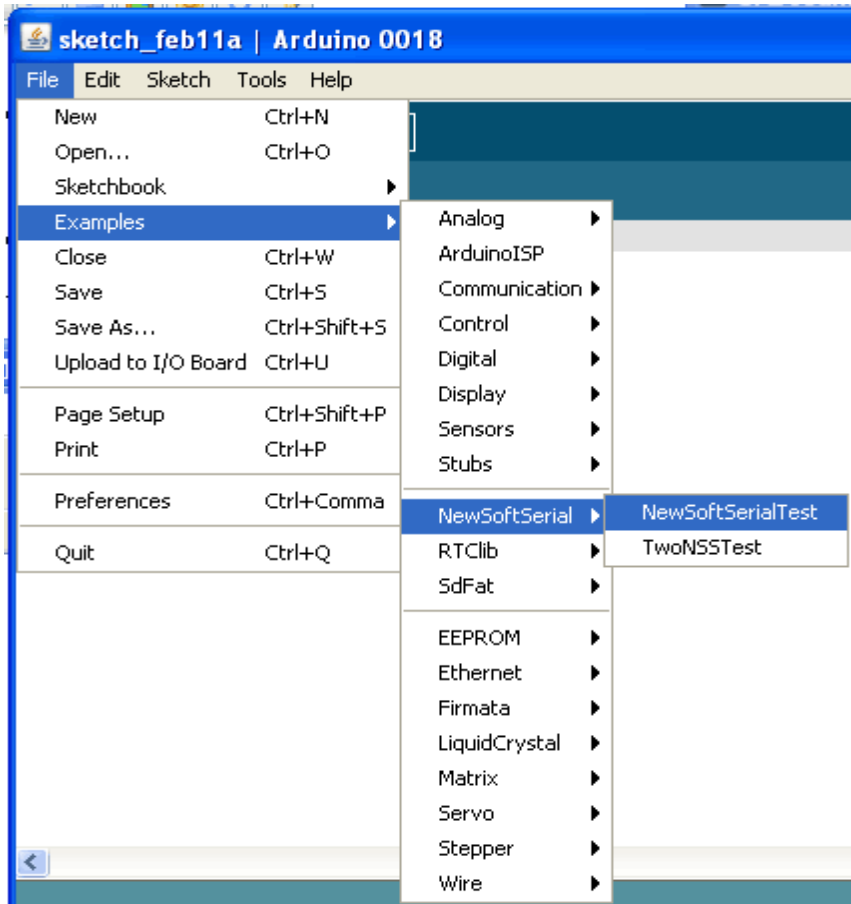 sketch_feb11a | Arduino 0018
File Edit Sketch Tools Help
New Ctrl+N
Open... Ctrl+O
Sketchbook
Examples
Close Ctrl+W
Save Ctrl+S
Save As... Ctrl+Shift+S
Upload to I/O Board Ctrl+U
Page Setup Ctrl+Shift+P
Print Ctrl+P
Preferences Ctrl+Comma
Quit Ctrl+Q
Analog
ArduinoISP
Communication
Control
Digital
Display
Sensors
Stubs
NewSoftSerial
RTClib
SdFat
EEPROM
Ethernet
Firmata
LiquidCrystal
Matrix
Servo
Stepper
Wire
NewSoftSerialTest
TwoNSSTest